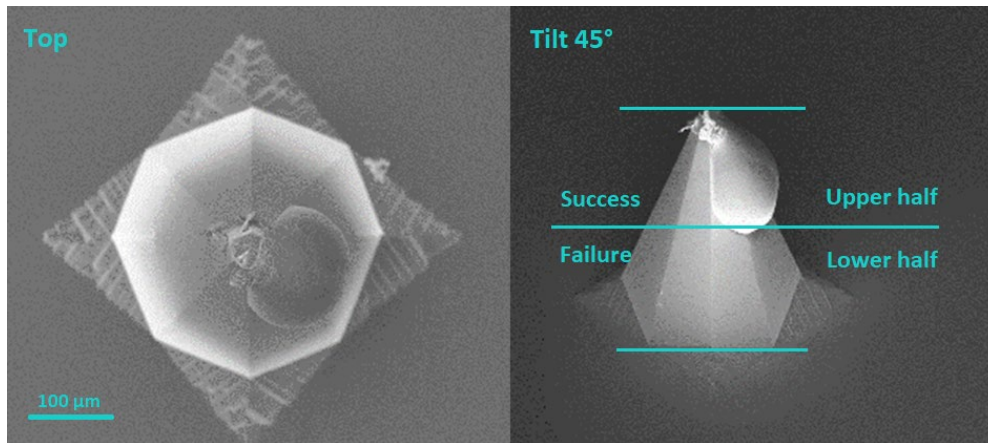 Top
100 µm
Tilt 45°
Success
Upper half
Failure
Lower half